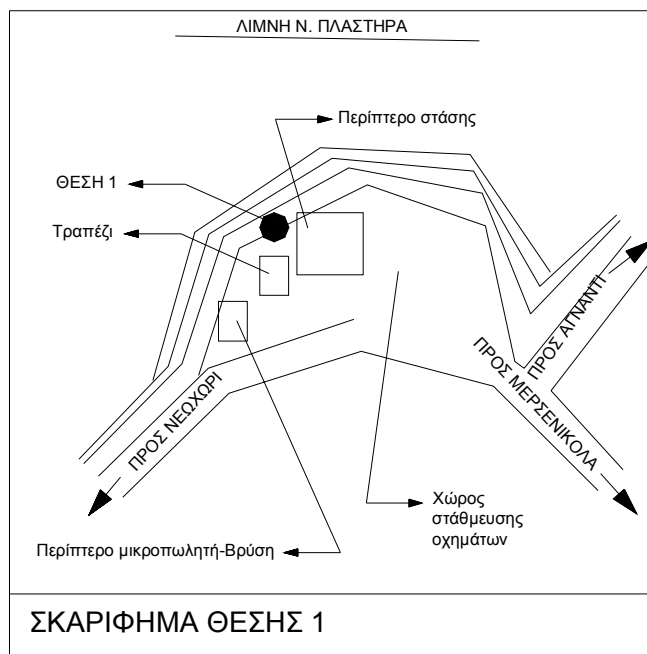 ΛΙΜΝΗ Ν. ΠΛΑΣΤΗΡΑ
Περίπτερο στάσης
ΘΕΣΗ 1
Τραπέζι
ΠΡΟΣ ΑΓΝΑΝΤΙ
ΠΡΟΣ ΜΕΡΣΕΝΙΚΟΛΑ
ΠΡΟΣ ΝΕΩΧΩΡΙ
Χώρος
στάθμευσης
οχημάτων
Περίπτερο μικροπωλητή-Βρύση
ΣΚΑΡΙΦΗΜΑ ΘΕΣΗΣ 1